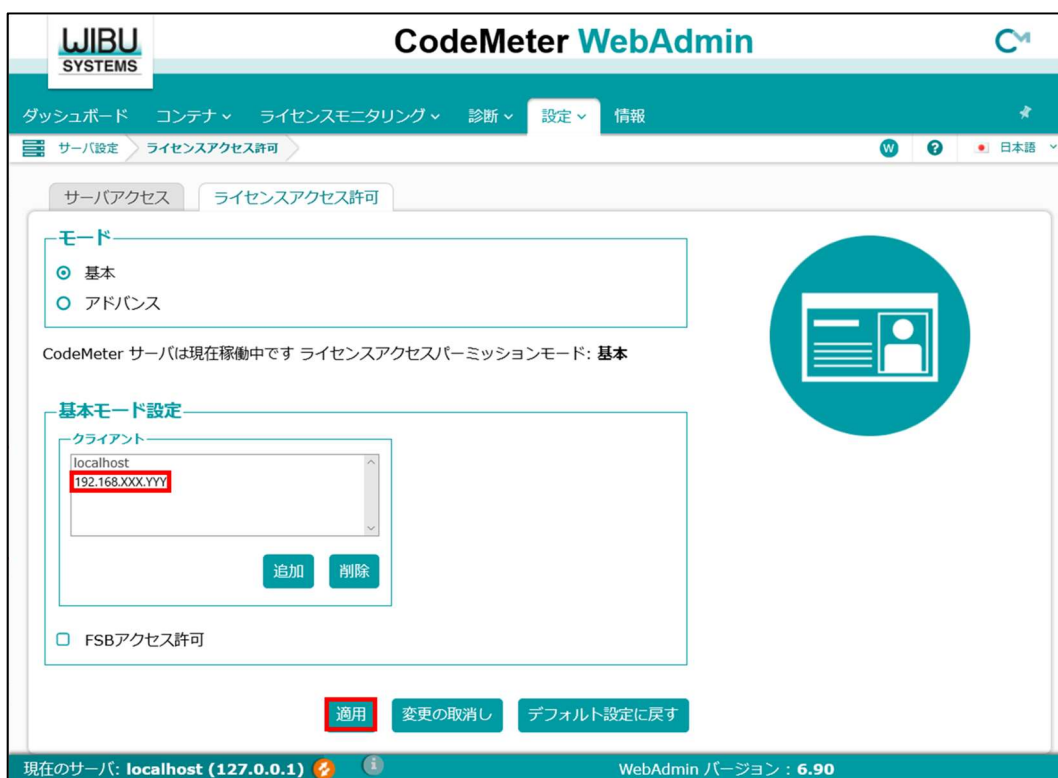 WIBU
SYSTEMS
CodeMeter WebAdmin
CM
ダッシュボード コンテナ ライセンスモニタリング 診断 設定 情報
サーバ設定 ライセンスアクセス許可 W ? 日本語
サーバアクセス ライセンスアクセス許可
モード
基本
アドバンス
CodeMeter サーバは現在稼働中です ライセンスアクセスパーミッションモード: 基本
基本モード設定
クライアント
localhost
192.168.XXX.YYY
追加 削除
FSBアクセス許可
適用 変更の取消し デフォルト設定に戻す
現在のサーバ: localhost (127.0.0.1) i WebAdmin バージョン : 6.90